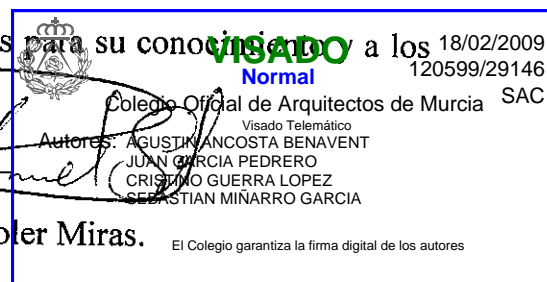 s para su conocimiento y a los
VISADO
18/02/2009
Normal
120599/29146
Colegio Oficial de Arquitectos de Murcia
SAC
Visado Telemático
Autores: AGUSTIN ANCOSTA BENAVENT
JUAN GARCIA PEDRERO
CRISTINO GUERRA LOPEZ
SEBASTIAN MIÑARRO GARCIA
oler Miras.
El Colegio garantiza la firma digital de los autores